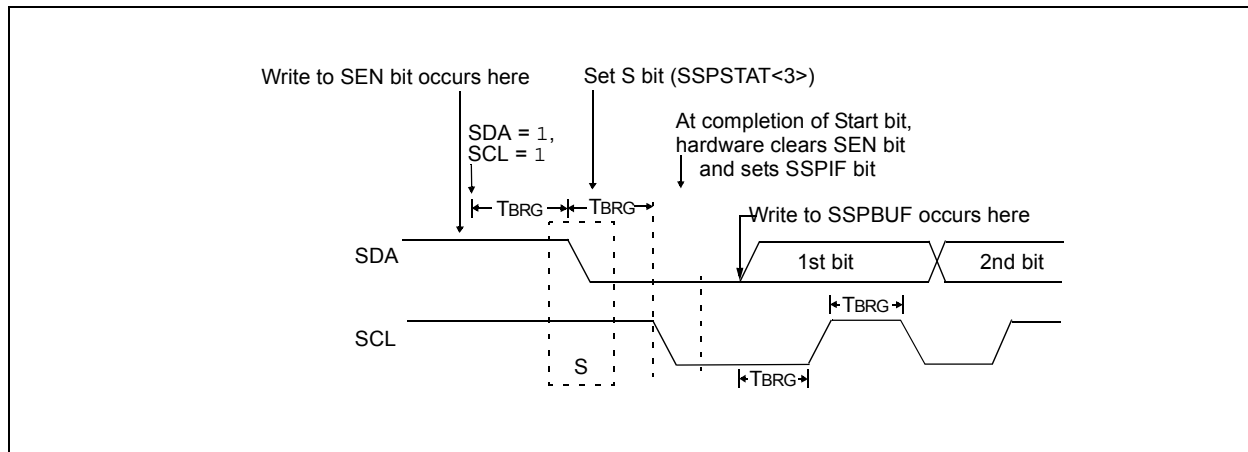 Write to SEN bit occurs here
Set S bit (SSPSTAT<3>)
SDA = 1,
SCL = 1
At completion of Start bit,
hardware clears SEN bit
and sets SSPIF bit
TBRG
TBRG
Write to SSPBUF occurs here
SDA
1st bit
2nd bit
TBRG
SCL
S
TBRG